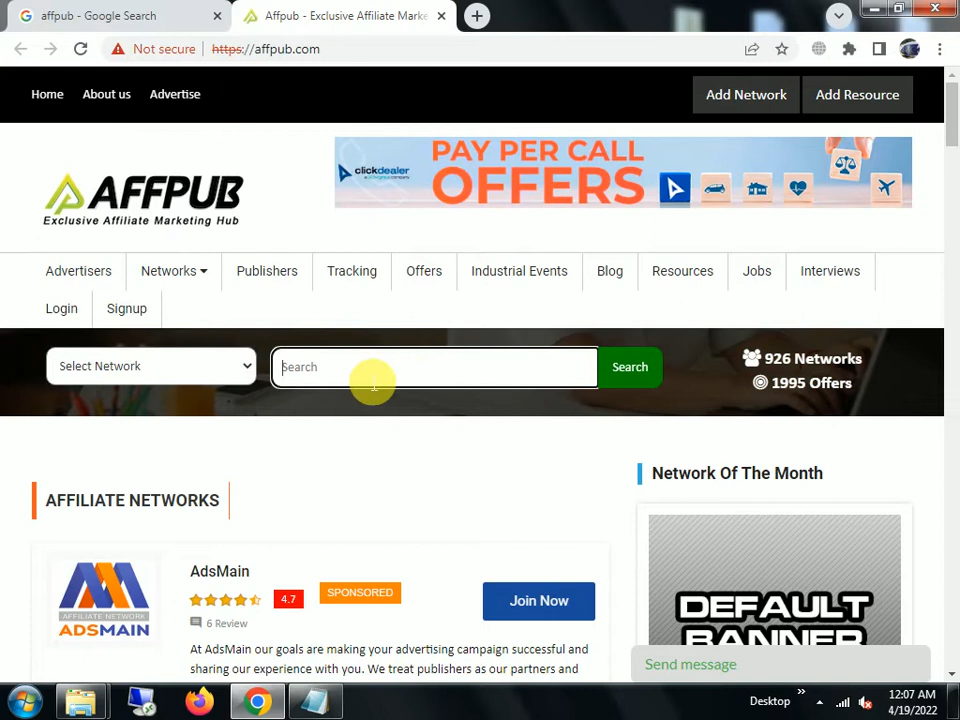 affpub - Google Search
Affpub - Exclusive Affiliate Marke
Not secure
https://affpub.com
Home
About us
Advertise
Add Network
Add Resource
clickdealer
PAY PER CALL
OFFERS
AFFPUB
Exclusive Affiliate Marketing Hub
Advertisers
Networks
Publishers
Tracking
Offers
Industrial Events
Blog
Resources
Jobs
Interviews
Login
Signup
Select Network
Search
Search
926 Networks
1995 Offers
AFFILIATE NETWORKS
Network Of The Month
AFFILIATE NETWORK
ADSMAIN
AdsMain
4.7
SPONSORED
6 Review
Join Now
At AdsMain our goals are making your advertising campaign successful and
sharing our experience with you. We treat publishers as our partners and
DEFAULT
BANNER
Send message
Desktop
12:07 AM
4/19/2022